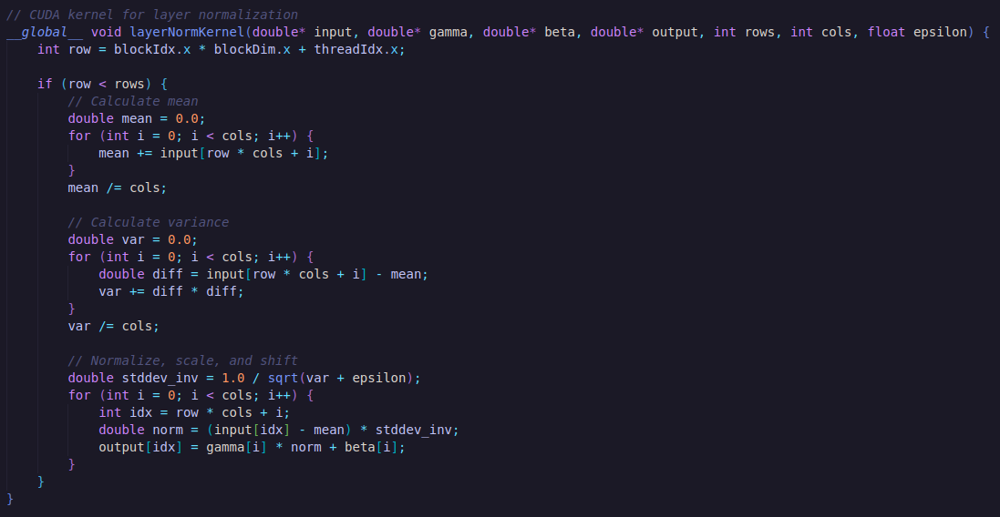 // CUDA kernel for layer normalization
__global__ void layerNormKernel(double* input, double* gamma, double* beta, double* output, int rows, int cols, float epsilon) {
    int row = blockIdx.x * blockDim.x + threadIdx.x;

    if (row < rows) {
        // Calculate mean
        double mean = 0.0;
        for (int i = 0; i < cols; i++) {
            mean += input[row * cols + i];
        }
        mean /= cols;

        // Calculate variance
        double var = 0.0;
        for (int i = 0; i < cols; i++) {
            double diff = input[row * cols + i] - mean;
            var += diff * diff;
        }
        var /= cols;

        // Normalize, scale, and shift
        double stddev_inv = 1.0 / sqrt(var + epsilon);
        for (int i = 0; i < cols; i++) {
            int idx = row * cols + i;
            double norm = (input[idx] - mean) * stddev_inv;
            output[idx] = gamma[i] * norm + beta[i];
        }
    }
}